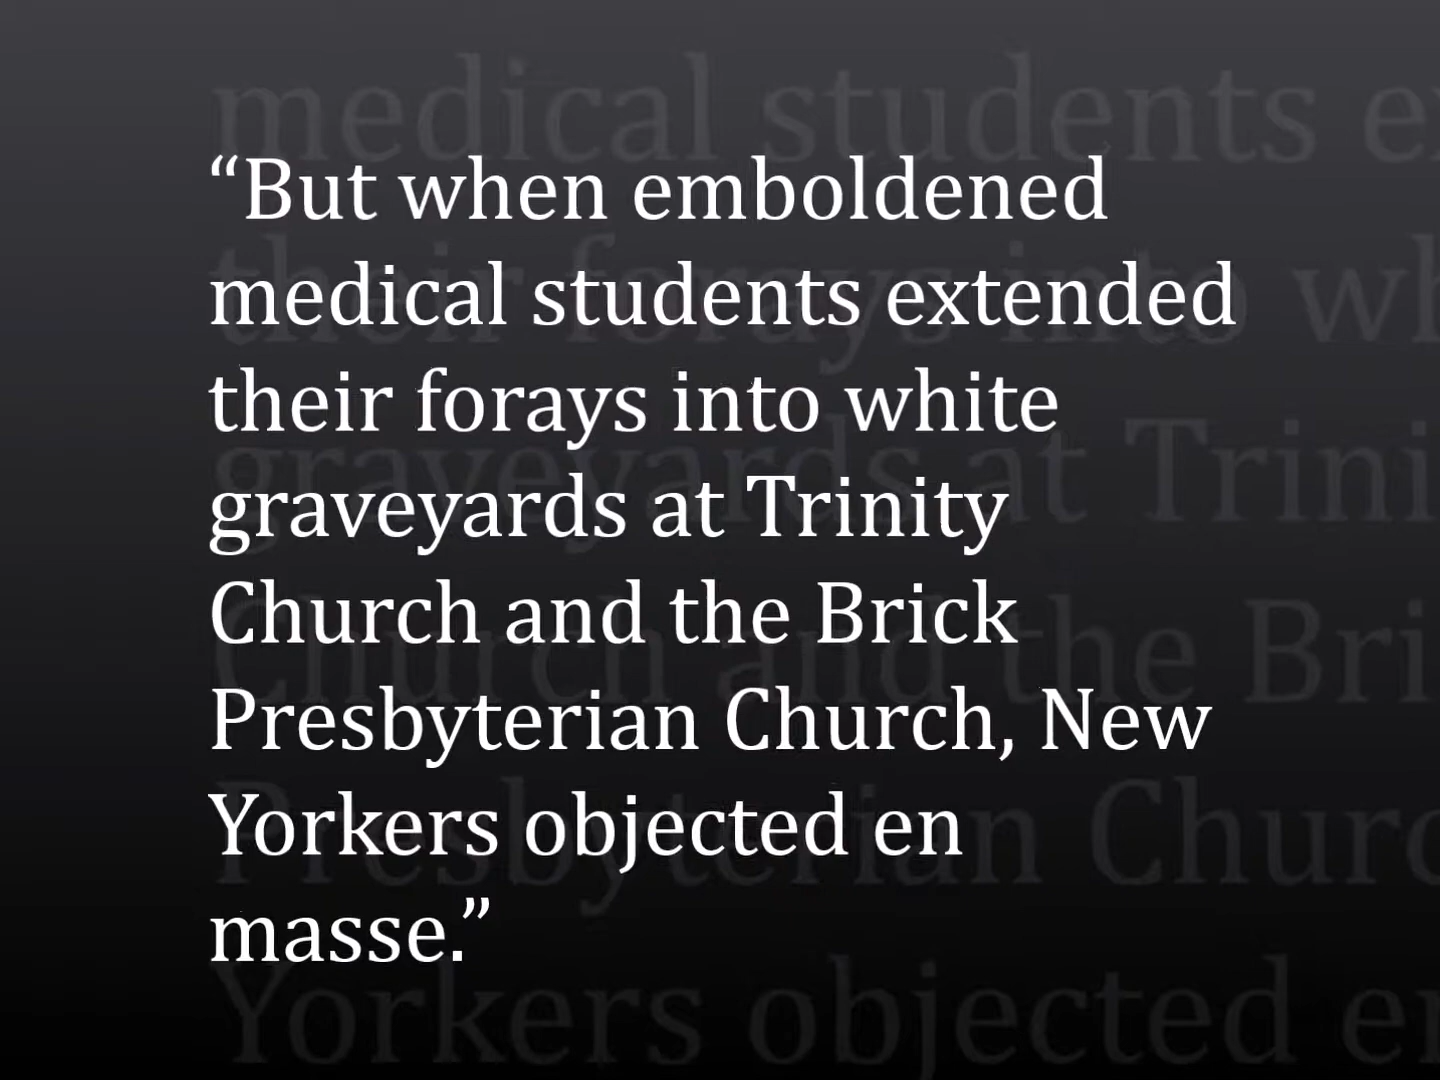 “But when emboldened
medical students extended
their forays into white
graveyards at Trinity
Church and the Brick
Presbyterian Church, New
Yorkers objected en
masse.”